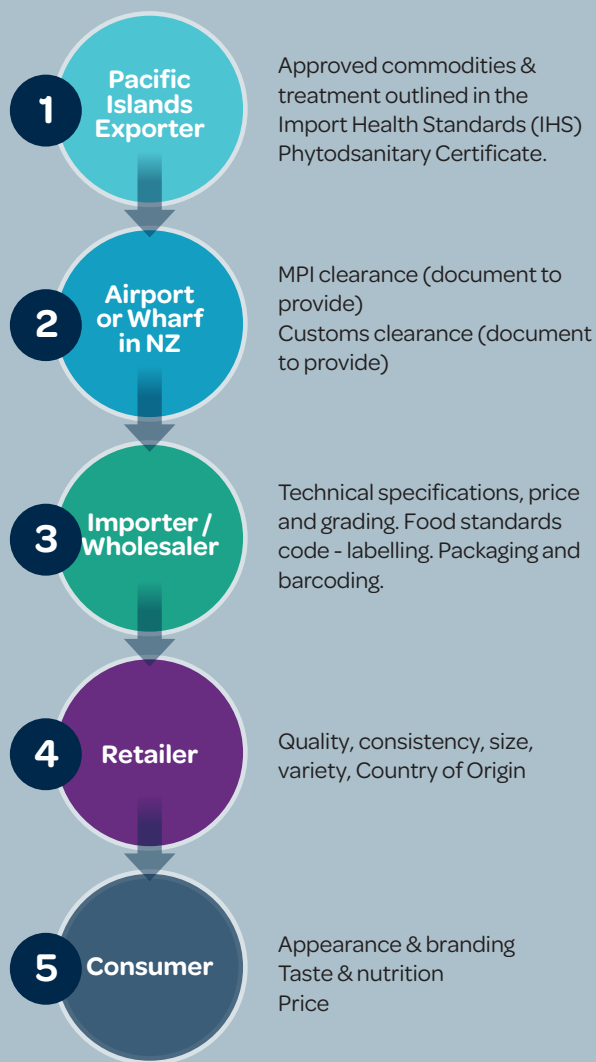 1
Pacific
Islands
Exporter
Approved commodities &
treatment outlined in the
Import Health Standards (IHS)
Phytodsanitary Certificate.
2
Airport
or Wharf
in NZ
MPI clearance (document to
provide)
Customs clearance (document
to provide)
3
Importer /
Wholesaler
Technical specifications, price
and grading. Food standards
code - labelling. Packaging and
barcoding.
4
Retailer
Quality, consistency, size,
variety, Country of Origin
5
Consumer
Appearance & branding
Taste & nutrition
Price